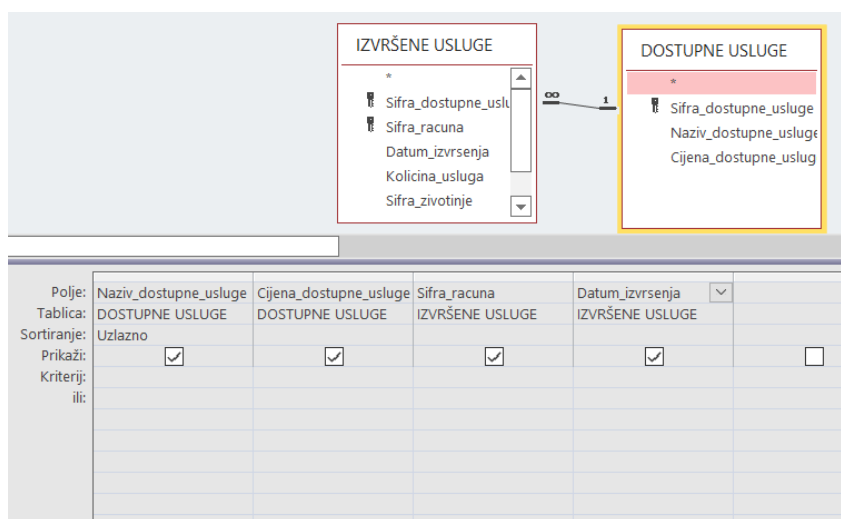 IZVRŠENE USLUGE
*
Sifra_dostupne_uslu
Sifra_racuna
Datum_izvrsenja
Kolicina_usluga
Sifra_zivotinje
∞ 1
DOSTUPNE USLUGE
*
Sifra_dostupne_usluge
Naziv_dostupne_usluge
Cijena_dostupne_uslug
Polje: Naziv_dostupne_usluge Cijena_dostupne_usluge Sifra_racuna Datum_izvrsenja
Tablica: DOSTUPNE USLUGE DOSTUPNE USLUGE IZVRŠENE USLUGE IZVRŠENE USLUGE
Sortiranje: Uzlazno
Prikaži:
Kriterij:
ili: